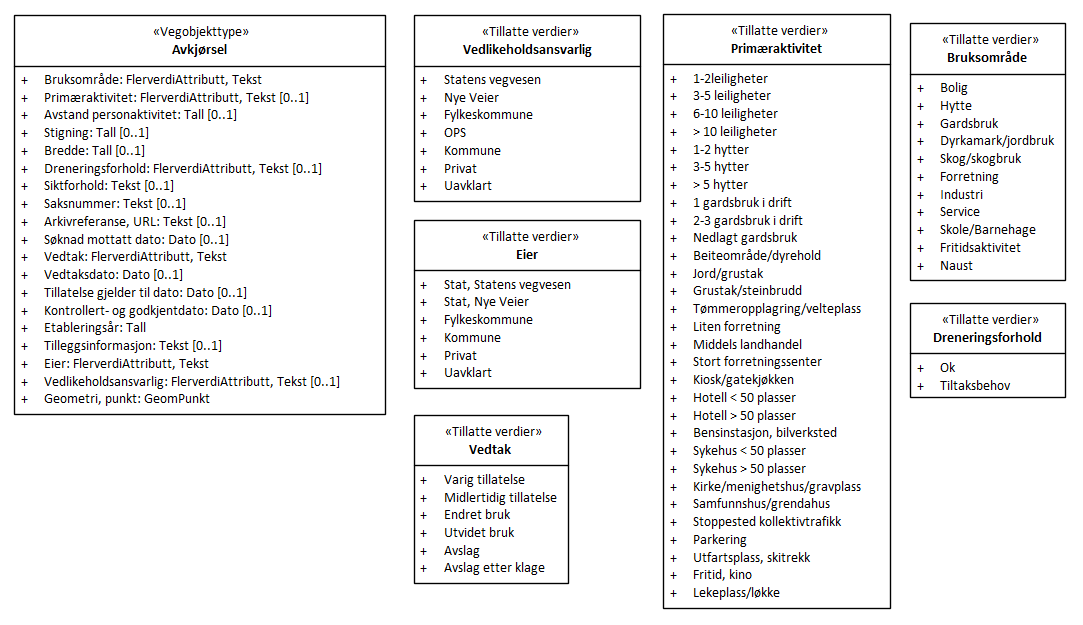 «Vegobjekttype»
Avkjørsel
+ Bruksområde: FlerverdiAttributt, Tekst
+ Primæraktivitet: FlerverdiAttributt, Tekst [0..1]
+ Avstand personaktivitet: Tall [0..1]
+ Stigning: Tall [0..1]
+ Bredde: Tall [0..1]
+ Dreneringsforhold: FlerverdiAttributt, Tekst [0..1]
+ Siktforhold: Tekst [0..1]
+ Saksnummer: Tekst [0..1]
+ Arkivreferanse, URL: Tekst [0..1]
+ Søknad mottatt dato: Dato [0..1]
+ Vedtak: FlerverdiAttributt, Tekst
+ Vedtaksdato: Dato [0..1]
+ Tillatelse gjelder til dato: Dato [0..1]
+ Kontrollert- og godkjentdato: Dato [0..1]
+ Etableringsår: Tall
+ Tilleggsinformasjon: Tekst [0..1]
+ Eier: FlerverdiAttributt, Tekst
+ Vedlikeholdsansvarlig: FlerverdiAttributt, Tekst [0..1]
+ Geometri, punkt: GeomPunkt
«Tillatte verdier»
Vedlikeholdsansvarlig
+ Statens vegvesen
+ Nye Veier
+ Fylkeskommune
+ OPS
+ Kommune
+ Privat
+ Uavklart
«Tillatte verdier»
Eier
+ Stat, Statens vegvesen
+ Stat, Nye Veier
+ Fylkeskommune
+ Kommune
+ Privat
+ Uavklart
«Tillatte verdier»
Vedtak
+ Varig tillatelse
+ Midlertidig tillatelse
+ Endret bruk
+ Utvidet bruk
+ Avslag
+ Avslag etter klage
«Tillatte verdier»
Primæraktivitet
+ 1-2leiligheter
+ 3-5 leiligheter
+ 6-10 leiligheter
+ > 10 leiligheter
+ 1-2 hytter
+ 3-5 hytter
+ > 5 hytter
+ 1 gardsbruk i drift
+ 2-3 gardsbruk i drift
+ Nedlagt gardsbruk
+ Beiteområde/dyrehold
+ Jord/grustak
+ Grustak/steinbrudd
+ Tømmeropplagring/velteplass
+ Liten forretning
+ Middels landhandel
+ Stort forretningssenter
+ Kiosk/gatekjøkken
+ Hotell < 50 plasser
+ Hotell > 50 plasser
+ Bensinstasjon, bilverksted
+ Sykehus < 50 plasser
+ Sykehus > 50 plasser
+ Kirke/menighetshus/gravplass
+ Samfunnshus/grendahus
+ Stoppested kollektivtrafikk
+ Parkering
+ Utfartsplass, skitrekk
+ Fritid, kino
+ Lekeplass/løkke
«Tillatte verdier»
Bruksområde
+ Bolig
+ Hytte
+ Gardsbruk
+ Dyrkamark/jordbruk
+ Skog/skogbruk
+ Forretning
+ Industri
+ Service
+ Skole/Barnehage
+ Fritidsaktivitet
+ Naust
«Tillatte verdier»
Dreneringsforhold
+ Ok
+ Tiltaksbehov